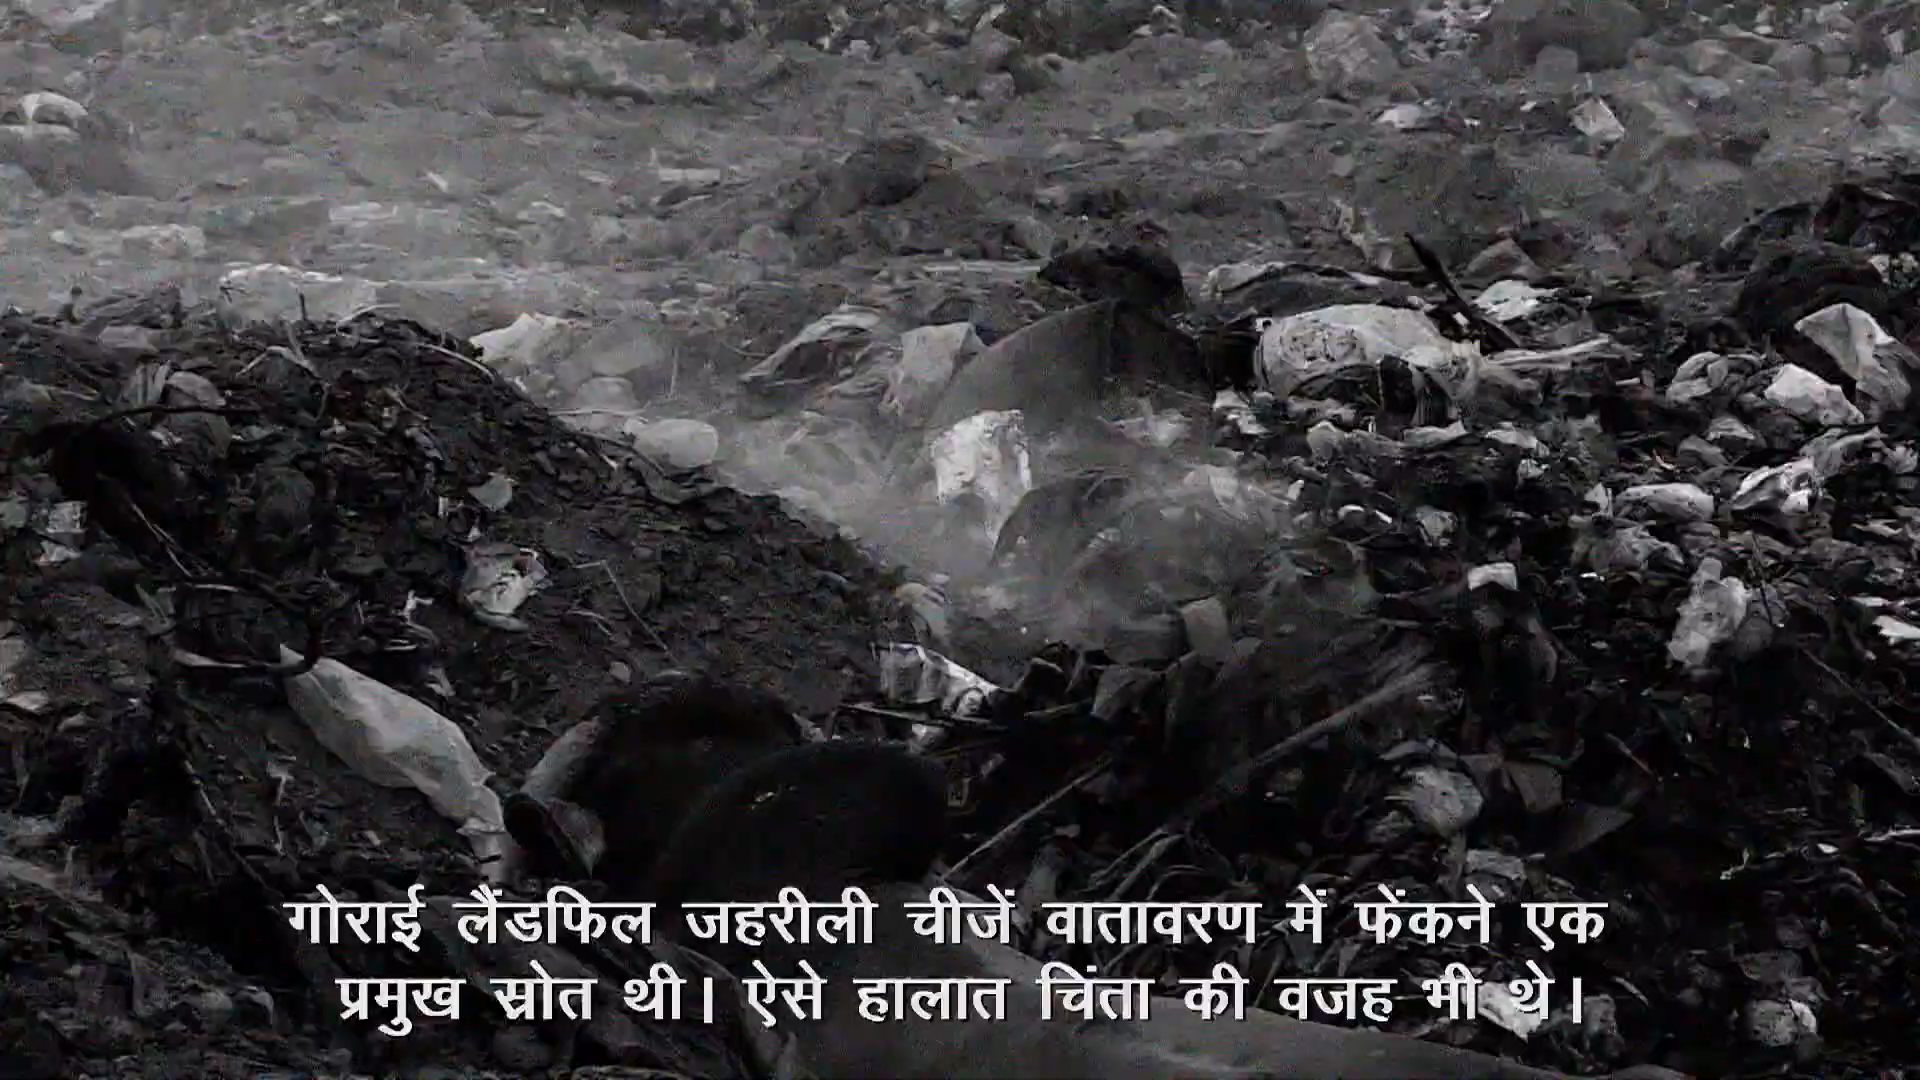 गोराई लैंडफिल जहरीली चीजें वातावरण में फेंकने एक
प्रमुख स्रोत थी। ऐसे हालात चिंता की वजह भी थे।